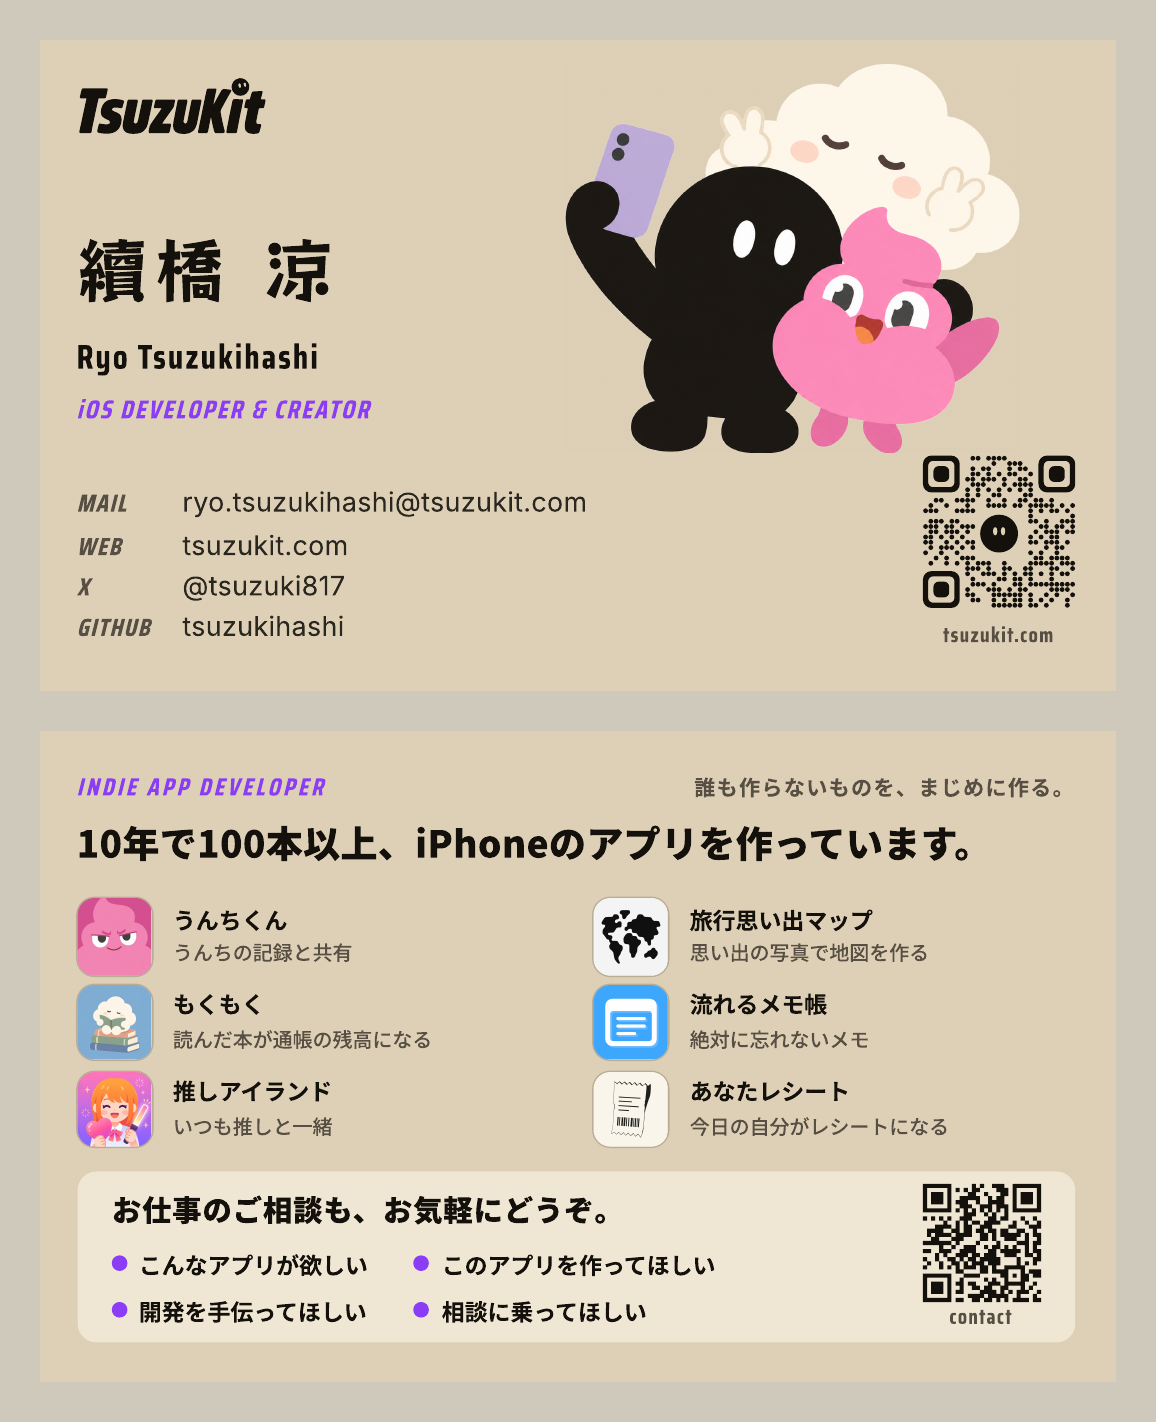 TsuzuKit
續橋 涼
Ryo Tsuzukihashi
iOS DEVELOPER & CREATOR
MAIL ryo.tsuzukihashi@tsuzukit.com
WEB tsuzukit.com
X @tsuzuki817
GITHUB tsuzukihashi
tsuzukit.com
INDIE APP DEVELOPER
誰も作らないものを、まじめに作る。
10年で100本以上、iPhoneのアプリを作っています。
うんちくん
うんちの記録と共有
旅行思い出マップ
思い出の写真で地図を作る
もくもく
読んだ本が通帳の残高になる
流れるメモ帳
絶対に忘れないメモ
推しアイランド
いつも推しと一緒
あなたレシート
今日の自分がレシートになる
お仕事のご相談も、お気軽にどうぞ。
こんなアプリが欲しい
このアプリを作ってほしい
開発を手伝ってほしい
相談に乗ってほしい
contact